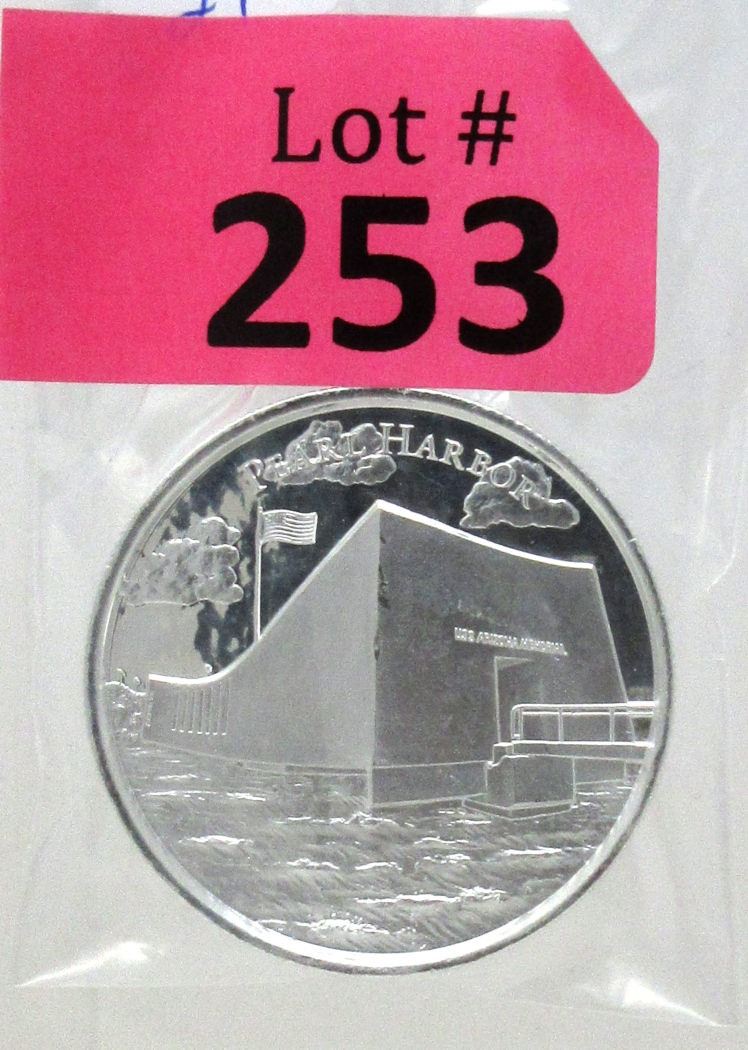 Lot #
253
PEARL HARBOR
USS ARIZONA MEMORIAL